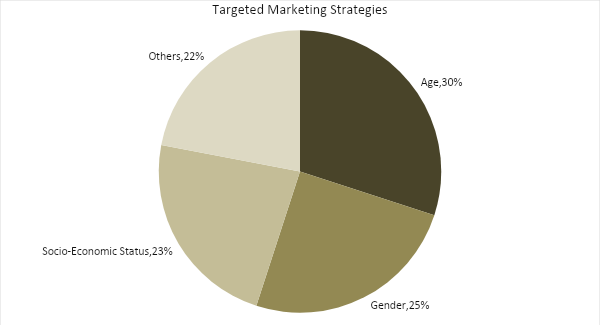 Targeted Marketing Strategies
Others,22%
Age,30%
Socio-Economic Status,23%
Gender,25%